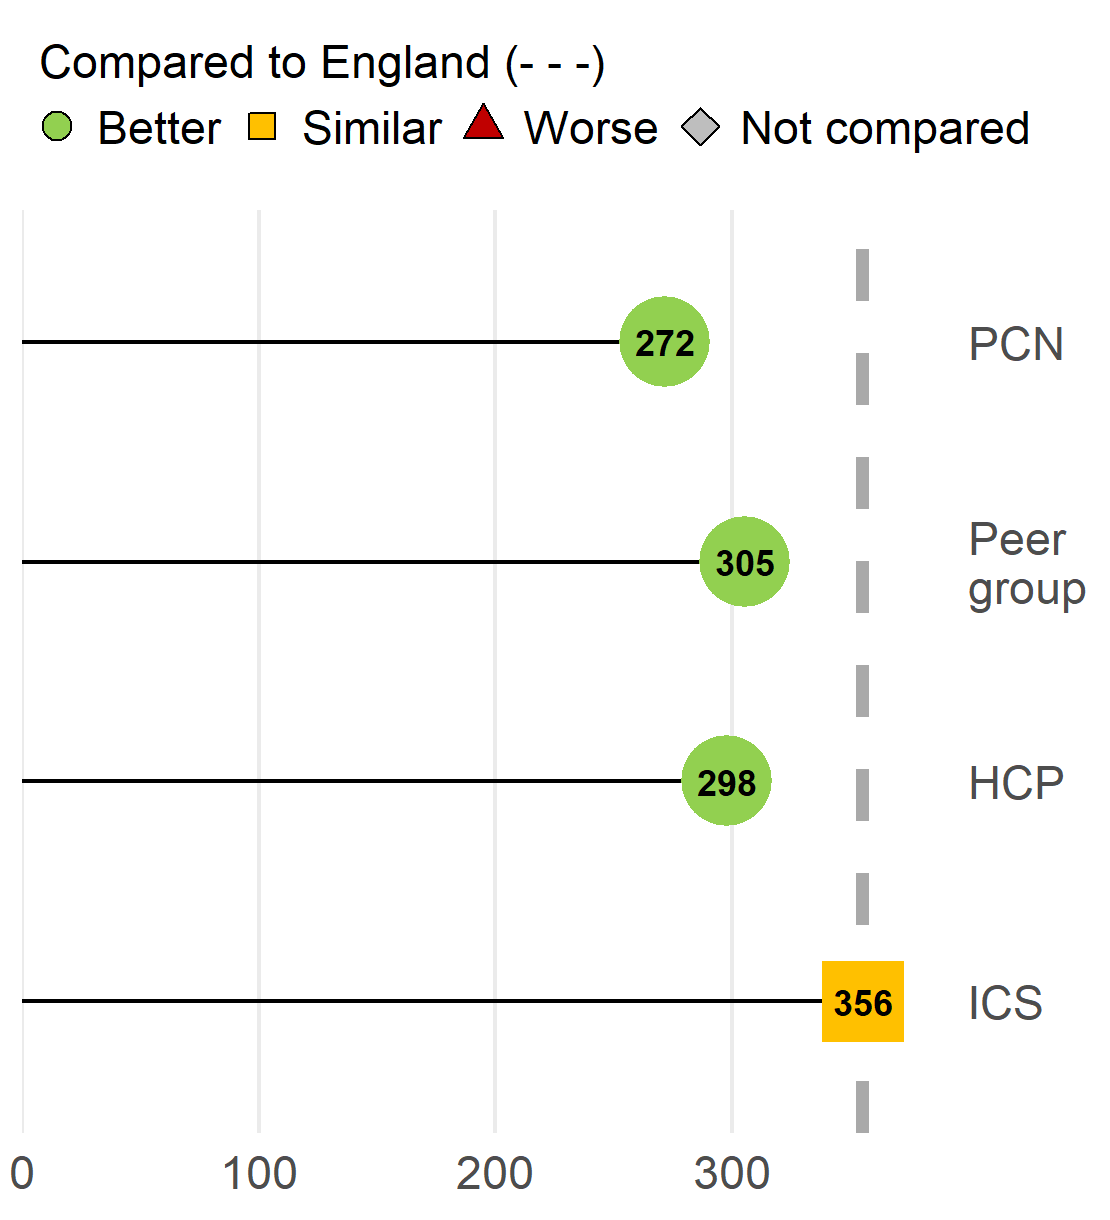 Compared to England (- - -)
Better Similar Worse Not compared
272 PCN
305 Peer
group
298 HCP
356 ICS
0 100 200 300